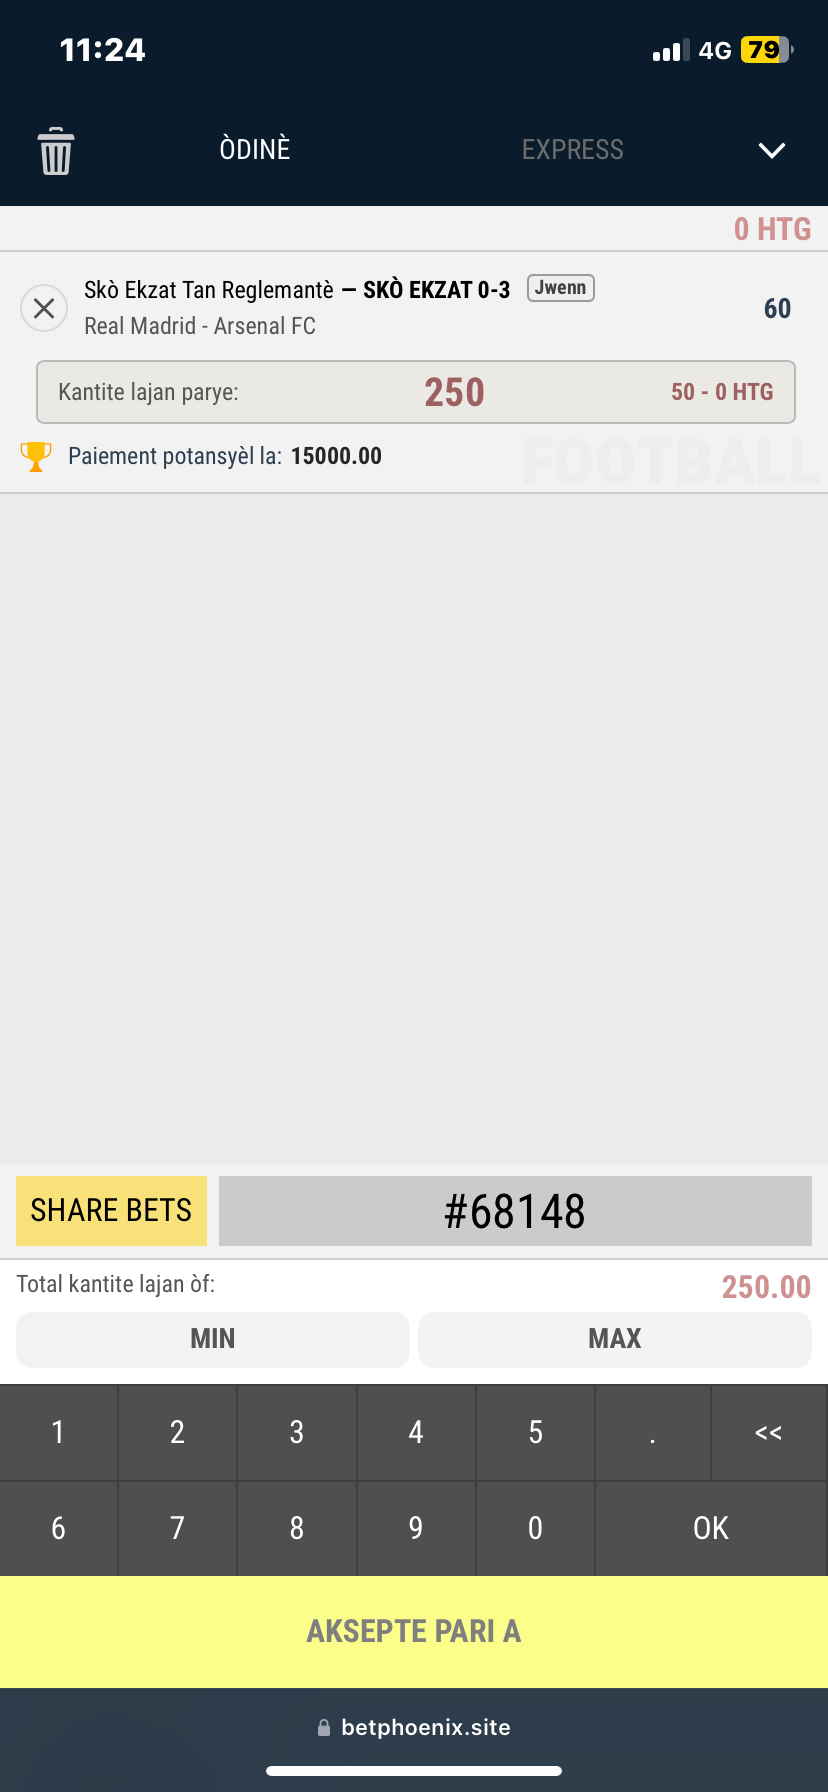 11:24
4G 79
ÒDINÈ EXPRESS
0 HTG
Skò Ekzat Tan Reglemantè – SKÒ EKZAT 0-3 Jwenn
60
Real Madrid - Arsenal FC
Kantite lajan parye: 250 50 - 0 HTG
Paiement potansyèl la: 15000.00
FOOTBALL
SHARE BETS #68148
Total kantite lajan òf: 250.00
MIN MAX
1 2 3 4 5 . <<
6 7 8 9 0 OK
AKSEPTE PARI A
betphoenix.site